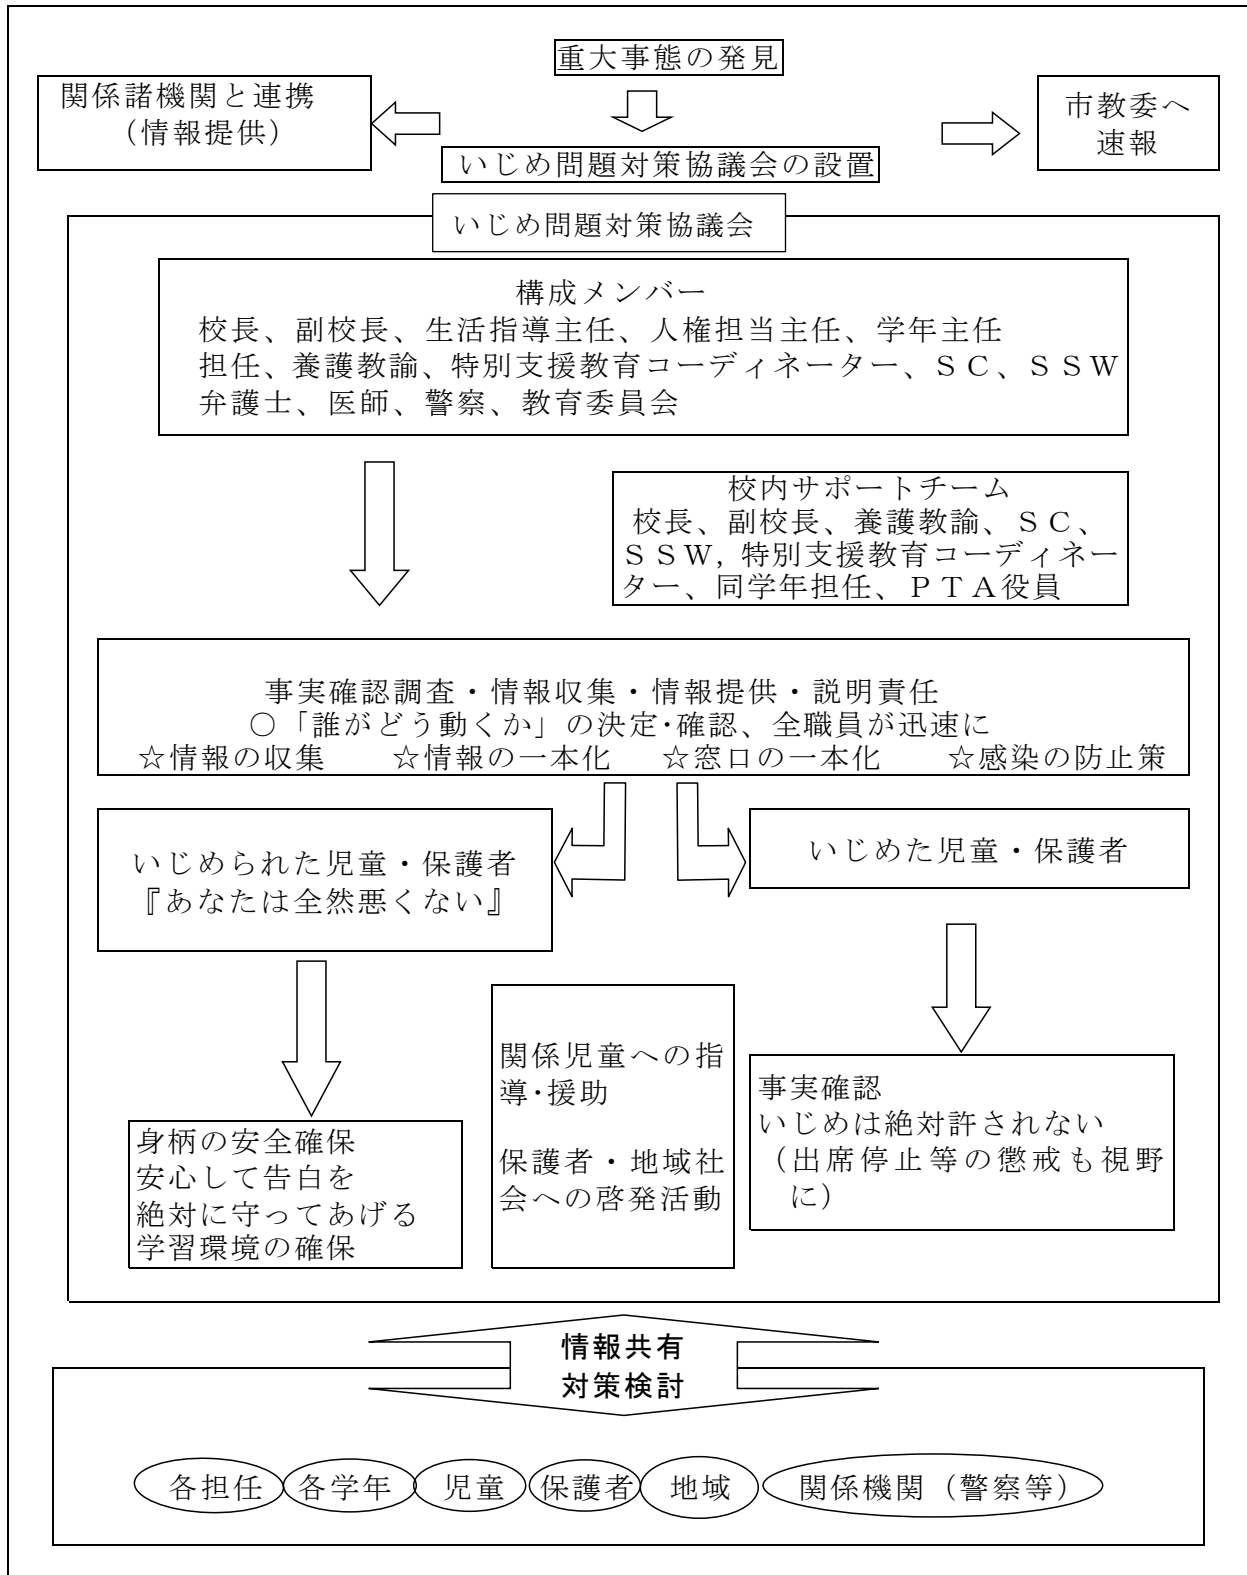 重大事態の発見
関係諸機関と連携
（情報提供）
市教委へ
速報
いじめ問題対策協議会の設置
いじめ問題対策協議会
構成メンバー
校長、副校長、生活指導主任、人権担当主任、学年主任
担任、養護教諭、特別支援教育コーディネーター、ＳＣ、ＳＳＷ
弁護士、医師、警察、教育委員会
校内サポートチーム
校長、副校長、養護教諭、ＳＣ、
ＳＳＷ，特別支援教育コーディネー
ター、同学年担任、ＰＴＡ役員
事実確認調査・情報収集・情報提供・説明責任
○「誰がどう動くか」の決定･確認、全職員が迅速に
☆情報の収集　☆情報の一本化　☆窓口の一本化　☆感染の防止策
いじめられた児童・保護者
『あなたは全然悪くない』
いじめた児童・保護者
身柄の安全確保
安心して告白を
絶対に守ってあげる
学習環境の確保
関係児童への指
導･援助
保護者・地域社
会への啓発活動
事実確認
いじめは絶対許されない
（出席停止等の懲戒も視野
に）
情報共有
対策検討
各担任　各学年　児童　保護者　地域　関係機関（警察等）